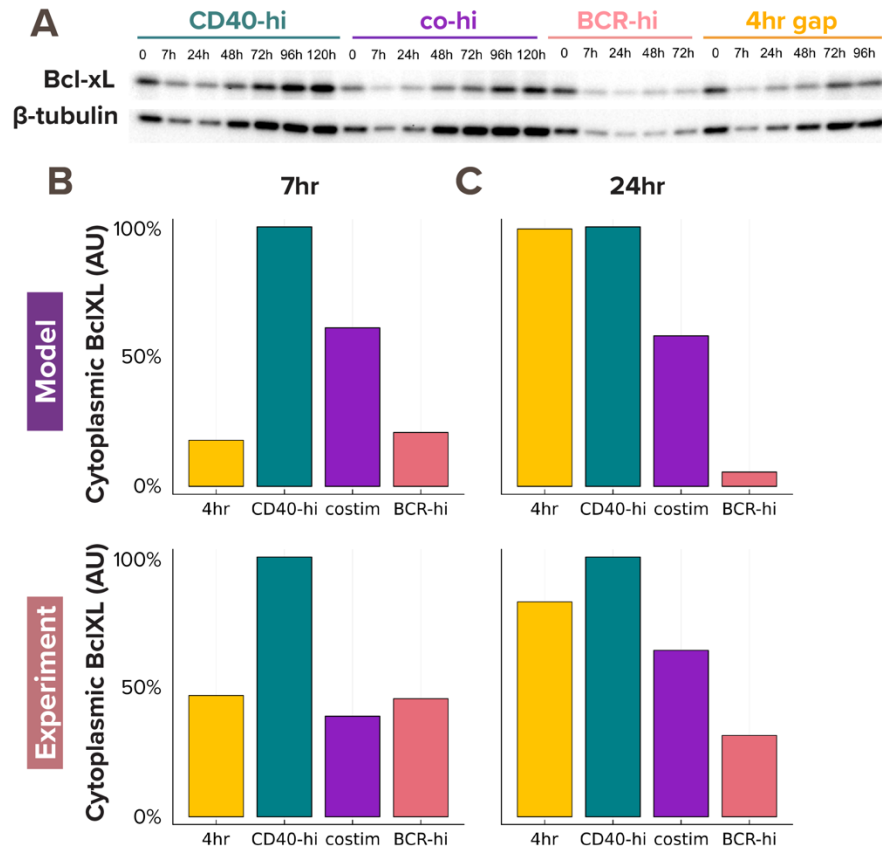 A
CD40-hi co-hi BCR-hi 4hr gap
0 7h 24h 48h 72h 96h 120h 0 7h 24h 48h 72h 96h 120h 0 7h 24h 48h 72h 0 7h 24h 48h 72h 96h
Bcl-xL
β-tubulin
B 7hr C 24hr
Model
Cytoplasmic BclXL (AU)
100%
50%
0%
4hr CD40-hi costim BCR-hi
4hr CD40-hi costim BCR-hi
Experiment
Cytoplasmic BclXL (AU)
100%
50%
0%
4hr CD40-hi costim BCR-hi
4hr CD40-hi costim BCR-hi